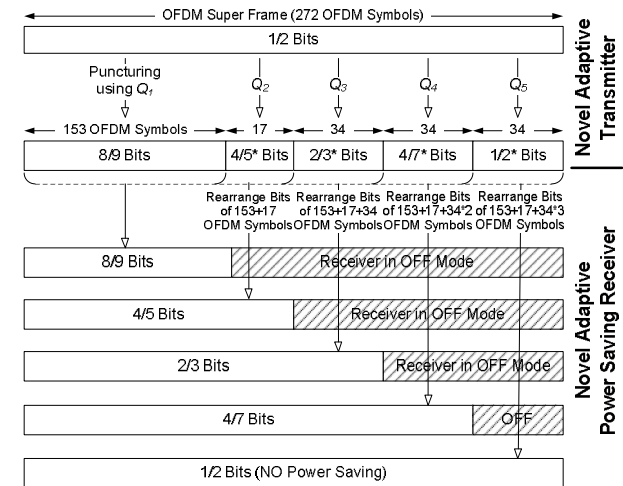 OFDM Super Frame (272 OFDM Symbols)
1/2 Bits
Puncturing
using Q1
Q2
Q3
Q4
Q5
153 OFDM Symbols
17
34
34
34
8/9 Bits
4/5* Bits
2/3* Bits
4/7* Bits
1/2* Bits
Novel Adaptive
Transmitter
Rearrange Bits
of 153+17
OFDM Symbols
Rearrange Bits
of 153+17+34
OFDM Symbols
Rearrange Bits
of 153+17+34*2
OFDM Symbols
Rearrange Bits
of 153+17+34*3
OFDM Symbols
8/9 Bits
Receiver in OFF Mode
4/5 Bits
Receiver in OFF Mode
2/3 Bits
Receiver in OFF Mode
4/7 Bits
OFF
1/2 Bits (NO Power Saving)
Novel Adaptive
Power Saving Receiver